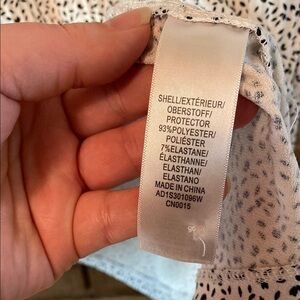 SHELL/EXTÉRIEUR/
OBERSTOFF/
PROTECTOR
93%POLYESTER/
POLIÉSTER
7%ELASTANE/
ÉLASTHANNE/
ELASTHAN/
ELASTANO
MADE IN CHINA
AD1S301096W
CN0015